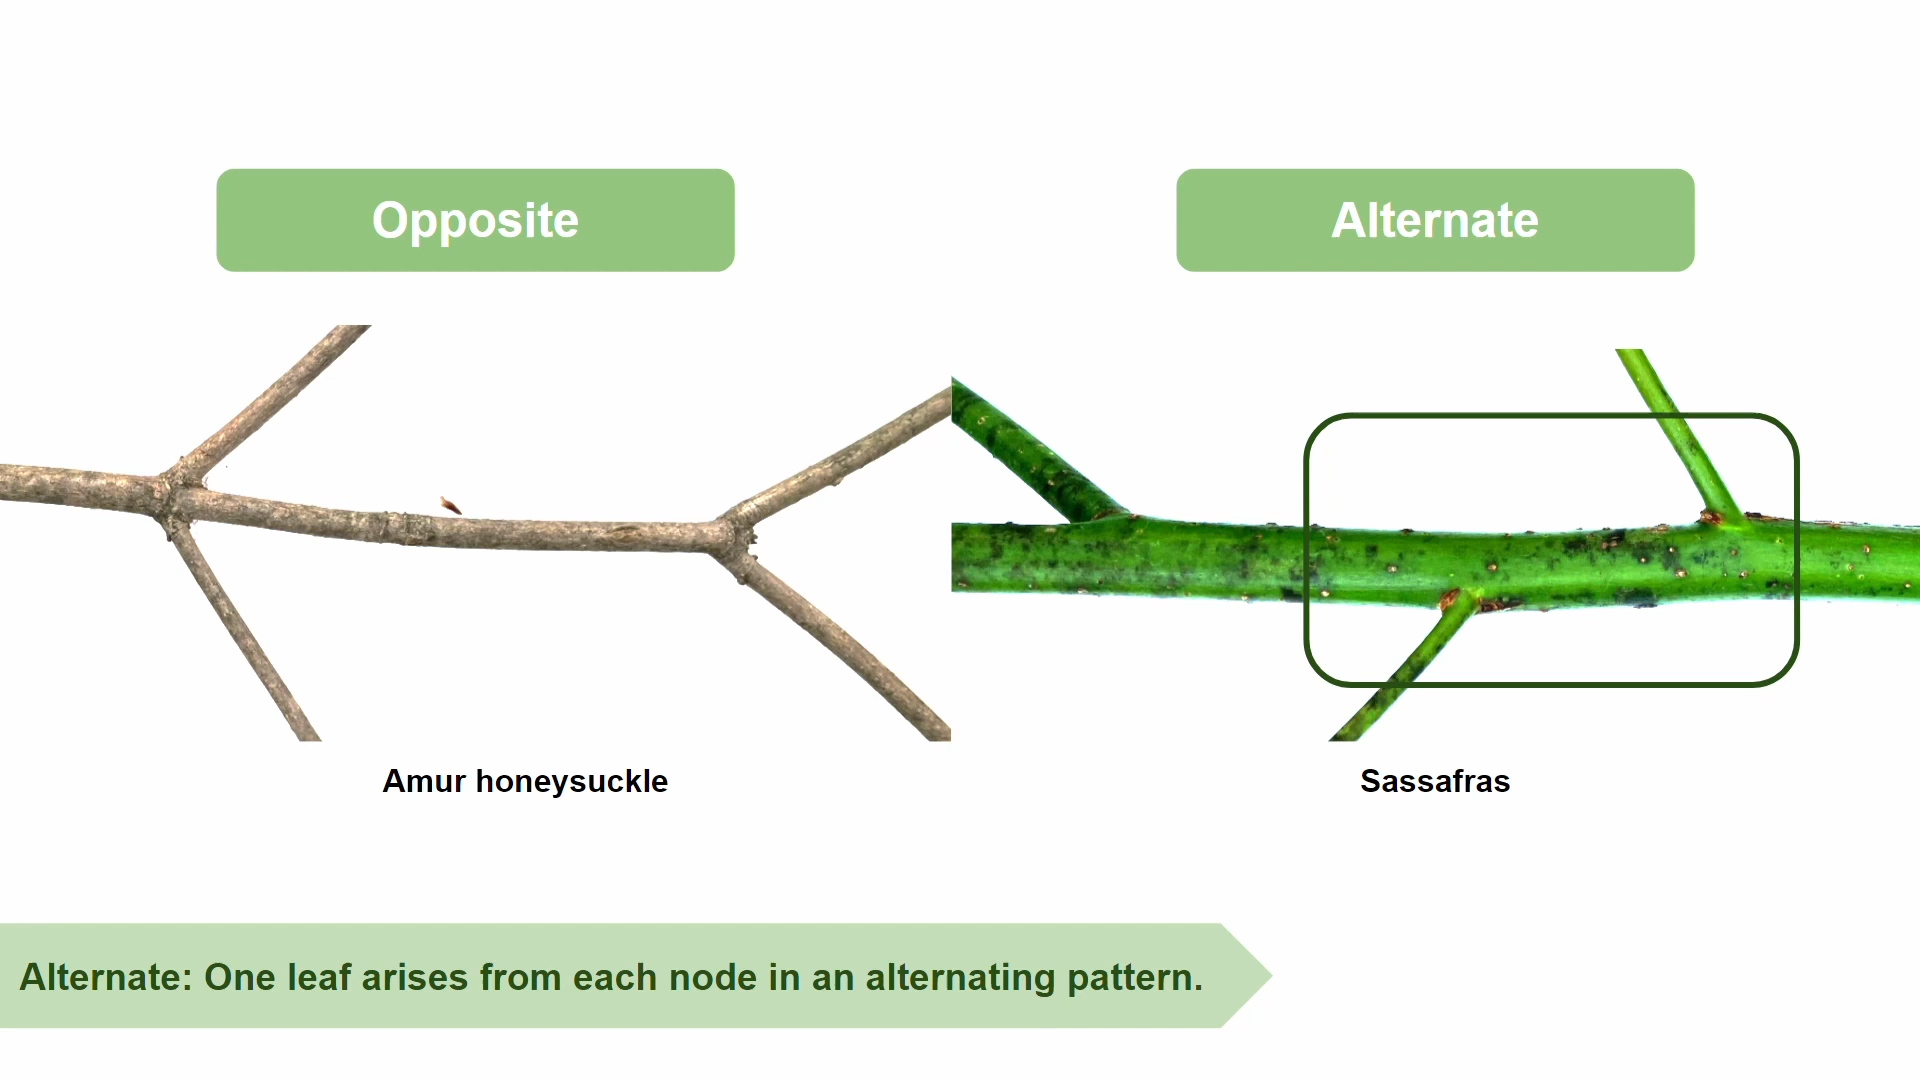 Opposite
Alternate
Amur honeysuckle
Sassafras
Alternate: One leaf arises from each node in an alternating pattern.